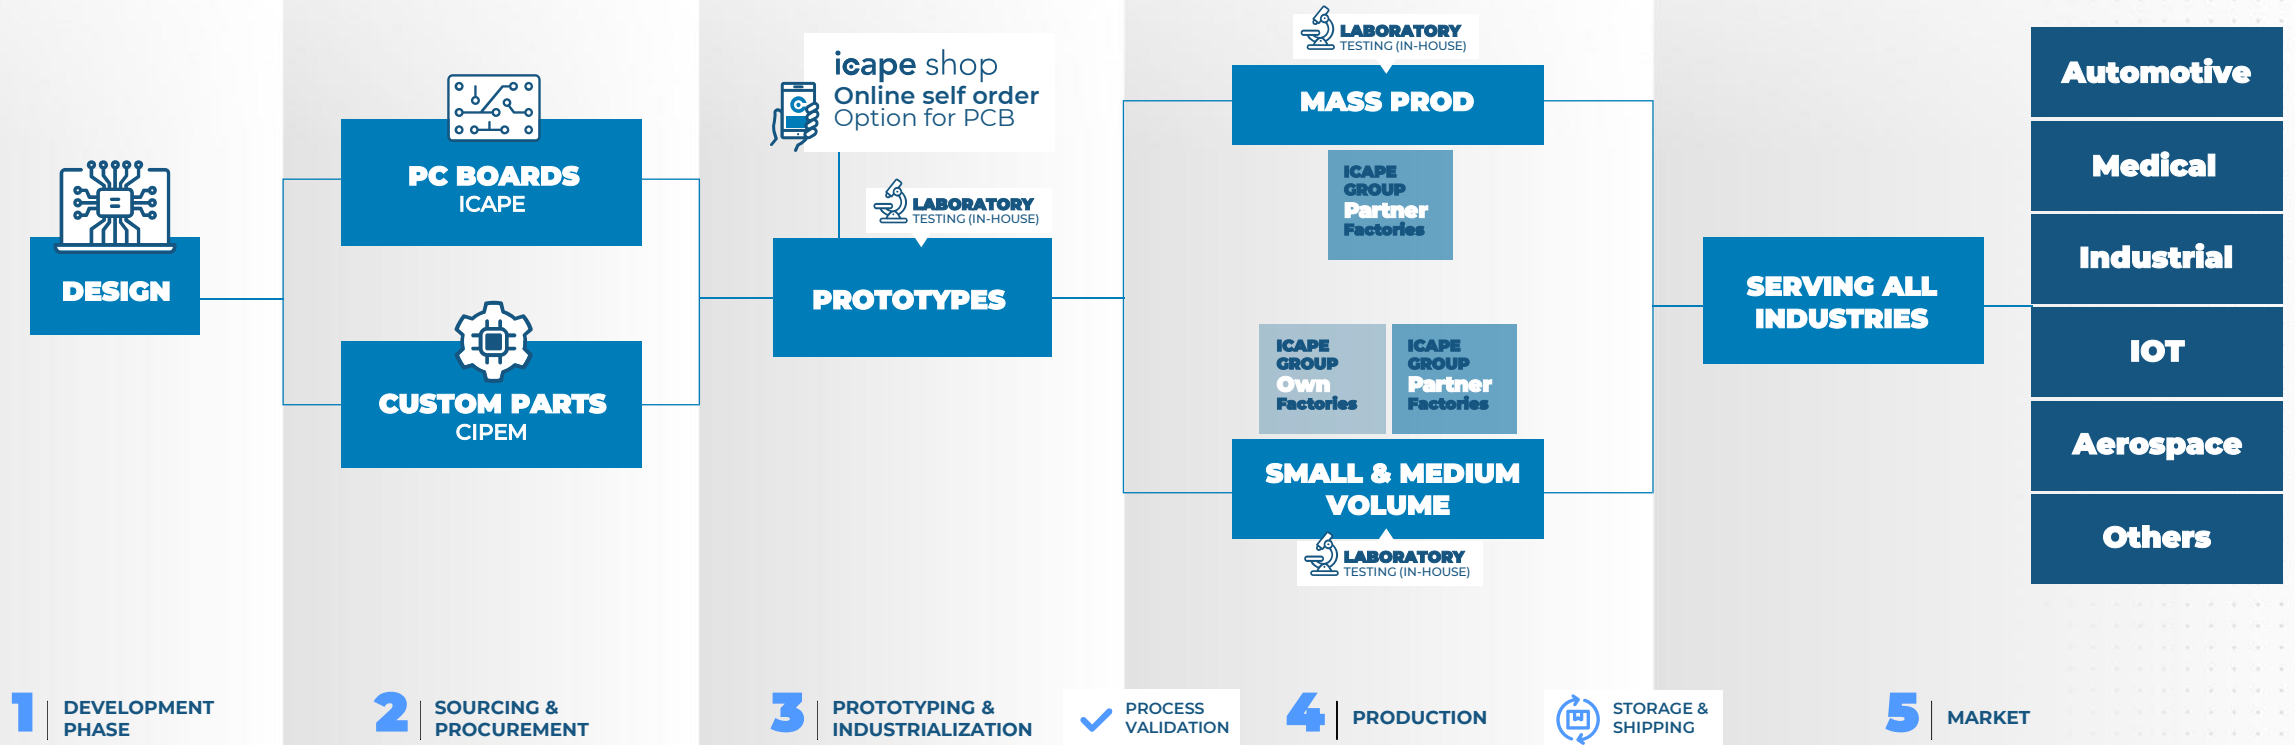 DESIGN
PC BOARDS
ICAPE
CUSTOM PARTS
CIPEM
icape shop
Online self order
Option for PCB
LABORATORY
TESTING (IN-HOUSE)
PROTOTYPES
LABORATORY
TESTING (IN-HOUSE)
MASS PROD
ICAPE
GROUP
Partner
Factories
ICAPE
GROUP
Own
Factories
ICAPE
GROUP
Partner
Factories
SMALL & MEDIUM
VOLUME
LABORATORY
TESTING (IN-HOUSE)
SERVING ALL
INDUSTRIES
Automotive
Medical
Industrial
IOT
Aerospace
Others
1 DEVELOPMENT
PHASE
2 SOURCING &
PROCUREMENT
3 PROTOTYPING &
INDUSTRIALIZATION
PROCESS
VALIDATION
4 PRODUCTION
STORAGE &
SHIPPING
5 MARKET